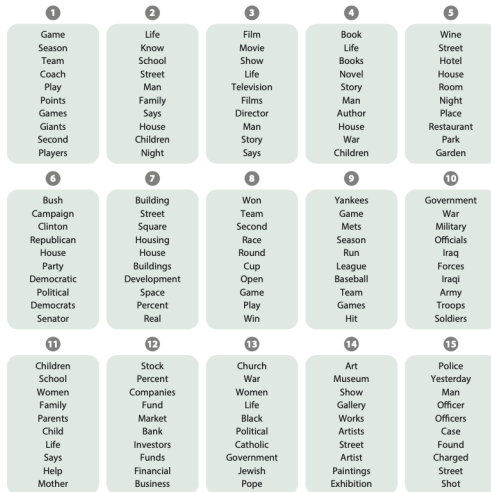 1 2 3 4 5
Game Life Film Book Wine
Season Know Movie Life Street
Team School Show Books Hotel
Coach Street Life Novel House
Play Man Television Story Room
Points Family Films Man Night
Games Says Director Author Place
Giants House Man House Restaurant
Second Children Story War Park
Players Night Says Children Garden
6 7 8 9 10
Bush Building Won Yankees Government
Campaign Street Team Game War
Clinton Square Second Mets Military
Republican Housing Race Season Officials
House House Round Run Iraq
Party Buildings Cup League Forces
Democratic Development Open Baseball Iraqi
Political Space Game Team Army
Democrats Percent Play Games Troops
Senator Real Win Hit Soldiers
11 12 13 14 15
Children Stock Church Art Police
School Percent War Museum Yesterday
Women Companies Women Show Man
Family Fund Life Gallery Officer
Parents Market Black Works Officers
Child Bank Political Artists Case
Life Investors Catholic Street Found
Says Funds Government Artist Charged
Help Financial Jewish Paintings Street
Mother Business Pope Exhibition Shot